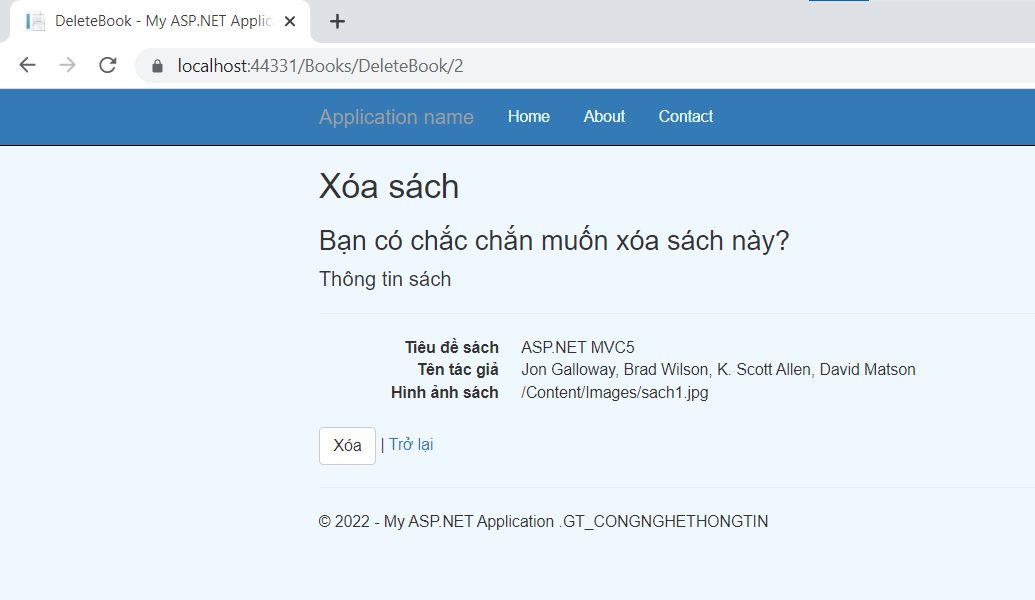 DeleteBook - My ASP.NET Applic
localhost:44331/Books/DeleteBook/2
Application name Home About Contact
Xóa sách
Bạn có chắc chắn muốn xóa sách này?
Thông tin sách
Tiêu đề sách ASP.NET MVC5
Tên tác giả Jon Galloway, Brad Wilson, K. Scott Allen, David Matson
Hình ảnh sách /Content/Images/sach1.jpg
Xóa | Trở lại
© 2022 - My ASP.NET Application .GT_CONGNGHETHONGTIN